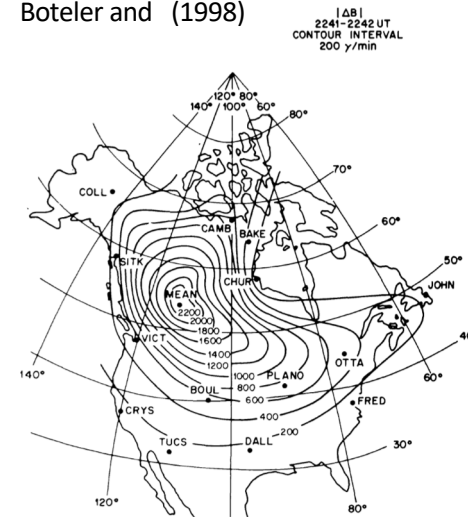 Boteler and (1998)
|ΔB|
2241-2242 UT
CONTOUR INTERVAL
200 γ/min
120° 80°
140° 100° 60°
80°
70°
COLL
60°
CAMB BAKE
SITK
50°
CHUR
JOHN
MEAN
2200
2000
1800
VICT
1600
1400
OTTA
1200
140°
1000 PLANO
60°
BOUL 800
600
FRED
CRYS
400
200
TUCS DALL
30°
120°
80°